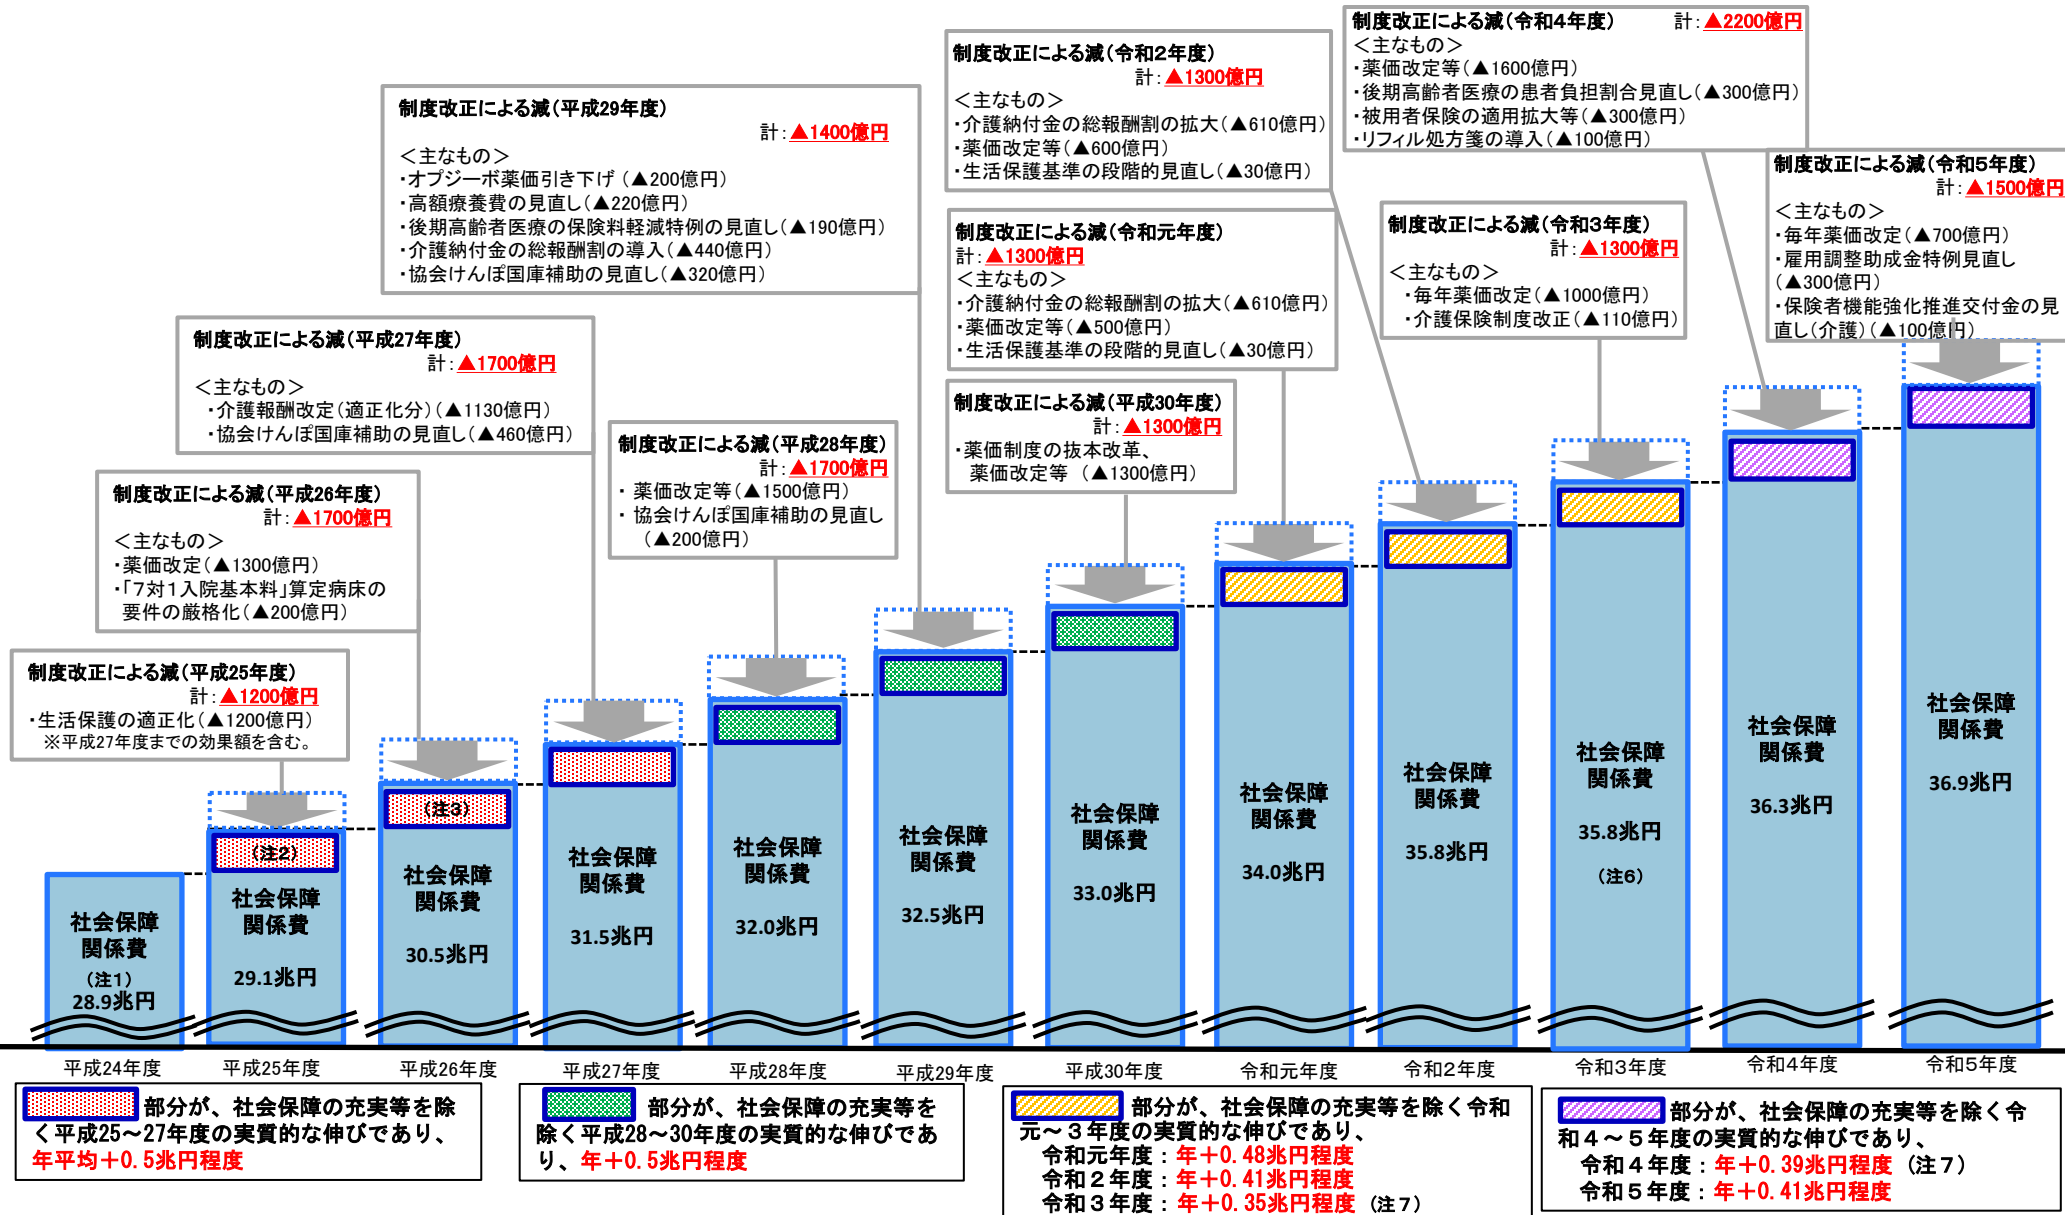 制度改正による減(平成25年度)
計:▲1200億円
・生活保護の適正化(▲1200億円)
※平成27年度までの効果額を含む。
制度改正による減(平成26年度)
計:▲1700億円
＜主なもの＞
・薬価改定(▲1300億円)
・「7対1入院基本料」算定病床の
要件の厳格化(▲200億円)
制度改正による減(平成27年度)
計:▲1700億円
＜主なもの＞
・介護報酬改定(適正化分)(▲1130億円)
・協会けんぽ国庫補助の見直し(▲460億円)
制度改正による減(平成28年度)
計:▲1700億円
・ 薬価改定等(▲1500億円)
・ 協会けんぽ国庫補助の見直し
(▲200億円)
制度改正による減(平成29年度)
計:▲1400億円
＜主なもの＞
・オプジーボ薬価引き下げ (▲200億円)
・高額療養費の見直し(▲220億円)
・後期高齢者医療の保険料軽減特例の見直し(▲190億円)
・介護納付金の総報酬割の導入(▲440億円)
・協会けんぽ国庫補助の見直し(▲320億円)
制度改正による減(平成30年度)
計:▲1300億円
・薬価制度の抜本改革、
薬価改定等 (▲1300億円)
制度改正による減(令和元年度)
計:▲1300億円
＜主なもの＞
・介護納付金の総報酬割の拡大(▲610億円)
・薬価改定等(▲500億円)
・生活保護基準の段階的見直し(▲30億円)
制度改正による減(令和2年度)
計:▲1300億円
＜主なもの＞
・介護納付金の総報酬割の拡大(▲610億円)
・薬価改定等(▲600億円)
・生活保護基準の段階的見直し(▲30億円)
制度改正による減(令和3年度)
計:▲1300億円
＜主なもの＞
・毎年薬価改定(▲1000億円)
・介護保険制度改正(▲110億円)
制度改正による減(令和4年度) 計:▲2200億円
＜主なもの＞
・薬価改定等(▲1600億円)
・後期高齢者医療の患者負担割合見直し(▲300億円)
・被用者保険の適用拡大等(▲300億円)
・リフィル処方箋の導入(▲100億円)
制度改正による減(令和5年度)
計:▲1500億円
＜主なもの＞
・毎年薬価改定(▲700億円)
・雇用調整助成金特例見直し
(▲300億円)
・保険者機能強化推進交付金の見
直し(介護)(▲100億円)
社会保障
関係費
(注1)
28.9兆円
(注2)
社会保障
関係費
29.1兆円
(注3)
社会保障
関係費
30.5兆円
社会保障
関係費
31.5兆円
社会保障
関係費
32.0兆円
社会保障
関係費
32.5兆円
社会保障
関係費
33.0兆円
社会保障
関係費
34.0兆円
社会保障
関係費
35.8兆円
社会保障
関係費
35.8兆円
(注6)
社会保障
関係費
36.3兆円
社会保障
関係費
36.9兆円
平成24年度
平成25年度
平成26年度
平成27年度
平成28年度
平成29年度
平成30年度
令和元年度
令和2年度
令和3年度
令和4年度
令和5年度
部分が、社会保障の充実等を除
く平成25～27年度の実質的な伸びであり、
年平均＋0.5兆円程度
部分が、社会保障の充実等を
除く平成28～30年度の実質的な伸びであ
り、年＋0.5兆円程度
部分が、社会保障の充実等を除く令和
元～3年度の実質的な伸びであり、
令和元年度：年＋0.48兆円程度
令和2年度：年＋0.41兆円程度
令和3年度：年＋0.35兆円程度 (注7)
部分が、社会保障の充実等を除く令
和4～5年度の実質的な伸びであり、
令和4年度：年＋0.39兆円程度 (注7)
令和5年度：年＋0.41兆円程度